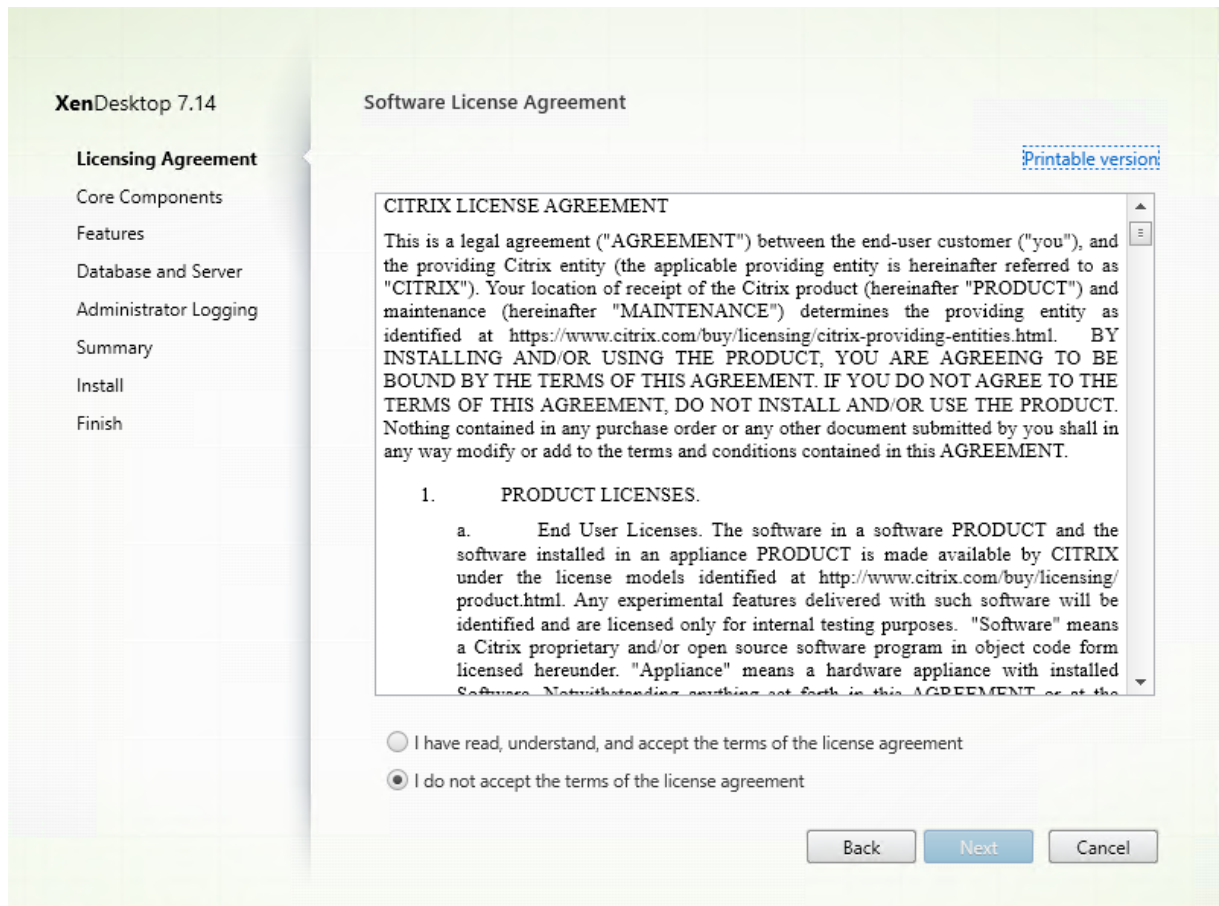 XenDesktop 7.14
Licensing Agreement
Core Components
Features
Database and Server
Administrator Logging
Summary
Install
Finish
Software License Agreement
Printable version
CITRIX LICENSE AGREEMENT
This is a legal agreement ("AGREEMENT") between the end-user customer ("you"), and
the providing Citrix entity (the applicable providing entity is hereinafter referred to as
"CITRIX"). Your location of receipt of the Citrix product (hereinafter "PRODUCT") and
maintenance (hereinafter "MAINTENANCE") determines the providing entity as
identified at https://www.citrix.com/buy/licensing/citrix-providing-entities.html. BY
INSTALLING AND/OR USING THE PRODUCT, YOU ARE AGREEING TO BE
BOUND BY THE TERMS OF THIS AGREEMENT. IF YOU DO NOT AGREE TO THE
TERMS OF THIS AGREEMENT, DO NOT INSTALL AND/OR USE THE PRODUCT.
Nothing contained in any purchase order or any other document submitted by you shall in
any way modify or add to the terms and conditions contained in this AGREEMENT.
1. PRODUCT LICENSES.
a. End User Licenses. The software in a software PRODUCT and the
software installed in an appliance PRODUCT is made available by CITRIX
under the license models identified at http://www.citrix.com/buy/licensing/
product.html. Any experimental features delivered with such software will be
identified and are licensed only for internal testing purposes. "Software" means
a Citrix proprietary and/or open source software program in object code form
licensed hereunder. "Appliance" means a hardware appliance with installed
Software. Notwithstanding anything set forth in this AGREEMENT or at the
I have read, understand, and accept the terms of the license agreement
I do not accept the terms of the license agreement
Back
Next
Cancel